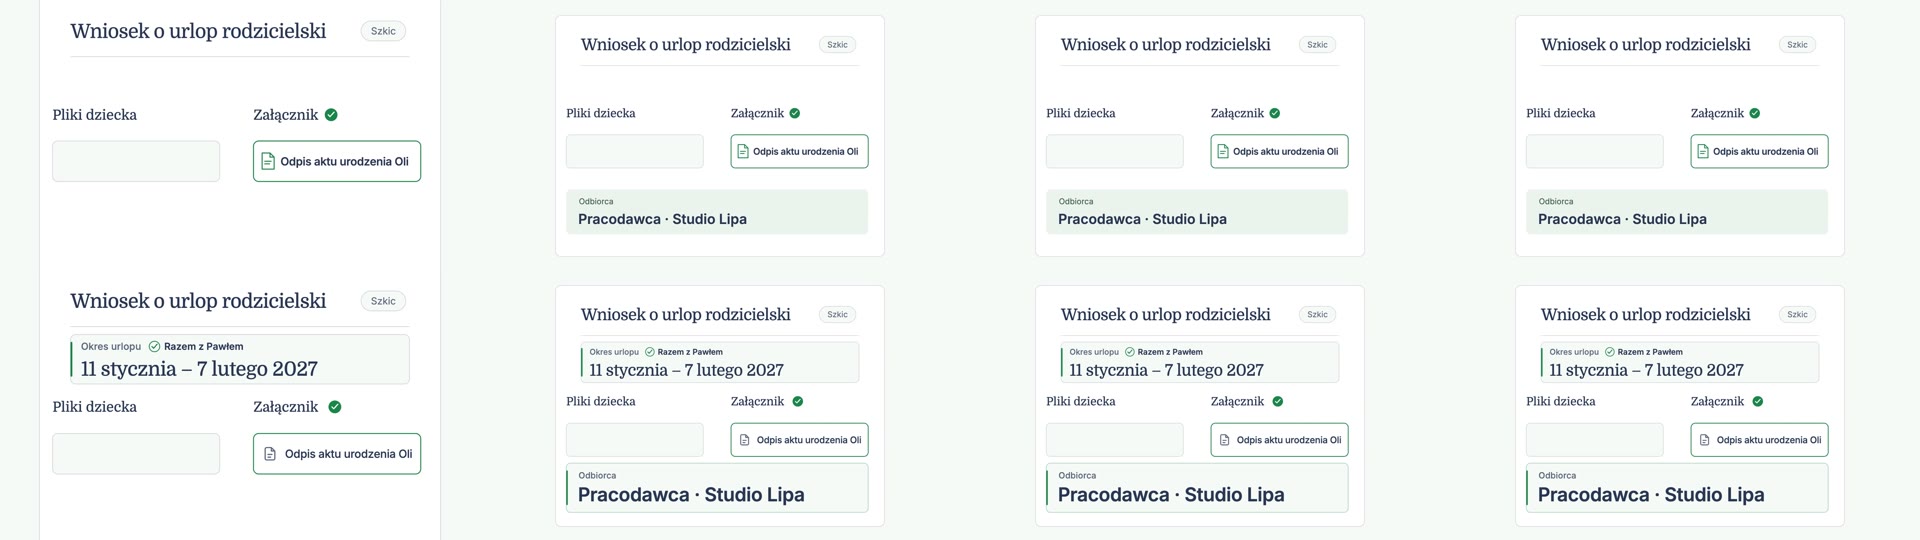 Wniosek o urlop rodzicielski Szkic
Pliki dziecka Załącznik
Odpis aktu urodzenia Oli
Wniosek o urlop rodzicielski Szkic
Pliki dziecka Załącznik
Odpis aktu urodzenia Oli
Odbiorca
Pracodawca · Studio Lipa
Wniosek o urlop rodzicielski Szkic
Pliki dziecka Załącznik
Odpis aktu urodzenia Oli
Odbiorca
Pracodawca · Studio Lipa
Wniosek o urlop rodzicielski Szkic
Pliki dziecka Załącznik
Odpis aktu urodzenia Oli
Odbiorca
Pracodawca · Studio Lipa
Wniosek o urlop rodzicielski Szkic
Okres urlopu Razem z Pawłem
11 stycznia – 7 lutego 2027
Pliki dziecka Załącznik
Odpis aktu urodzenia Oli
Wniosek o urlop rodzicielski Szkic
Okres urlopu Razem z Pawłem
11 stycznia – 7 lutego 2027
Pliki dziecka Załącznik
Odpis aktu urodzenia Oli
Odbiorca
Pracodawca · Studio Lipa
Wniosek o urlop rodzicielski Szkic
Okres urlopu Razem z Pawłem
11 stycznia – 7 lutego 2027
Pliki dziecka Załącznik
Odpis aktu urodzenia Oli
Odbiorca
Pracodawca · Studio Lipa
Wniosek o urlop rodzicielski Szkic
Okres urlopu Razem z Pawłem
11 stycznia – 7 lutego 2027
Pliki dziecka Załącznik
Odpis aktu urodzenia Oli
Odbiorca
Pracodawca · Studio Lipa